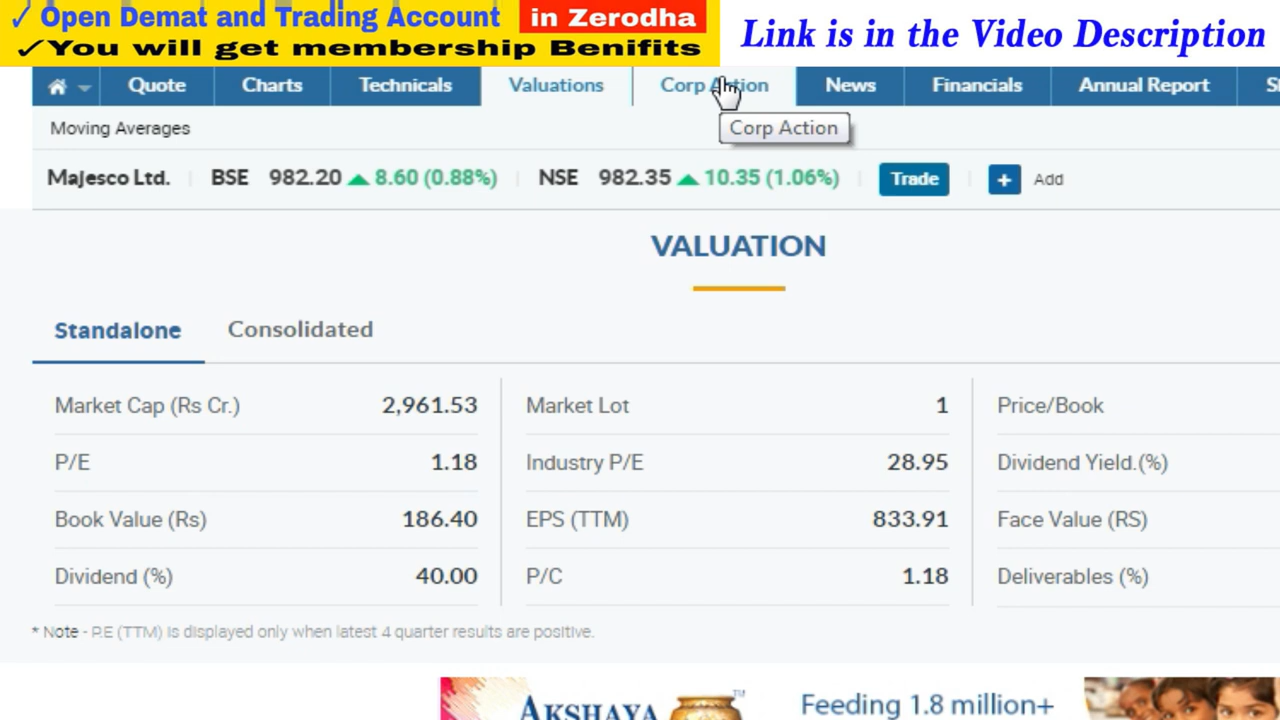 ✓ Open Demat and Trading Account in Zerodha
✓You will get membership Benifits
Link is in the Video Description
Quote Charts Technicals Valuations Corp Action News Financials Annual Report
Corp Action
Moving Averages
Majesco Ltd. BSE 982.20 8.60 (0.88%) NSE 982.35 10.35 (1.06%) Trade + Add
VALUATION
Standalone Consolidated
Market Cap (Rs Cr.) 2,961.53 Market Lot 1 Price/Book
P/E 1.18 Industry P/E 28.95 Dividend Yield.(%)
Book Value (Rs) 186.40 EPS (TTM) 833.91 Face Value (RS)
Dividend (%) 40.00 P/C 1.18 Deliverables (%)
* Note - P.E (TTM) is displayed only when latest 4 quarter results are positive.
AKSHAYA TM Feeding 1.8 million+